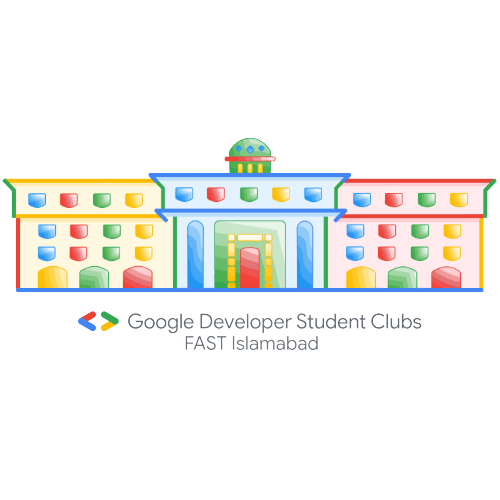 Google Developer Student Clubs
FAST Islamabad